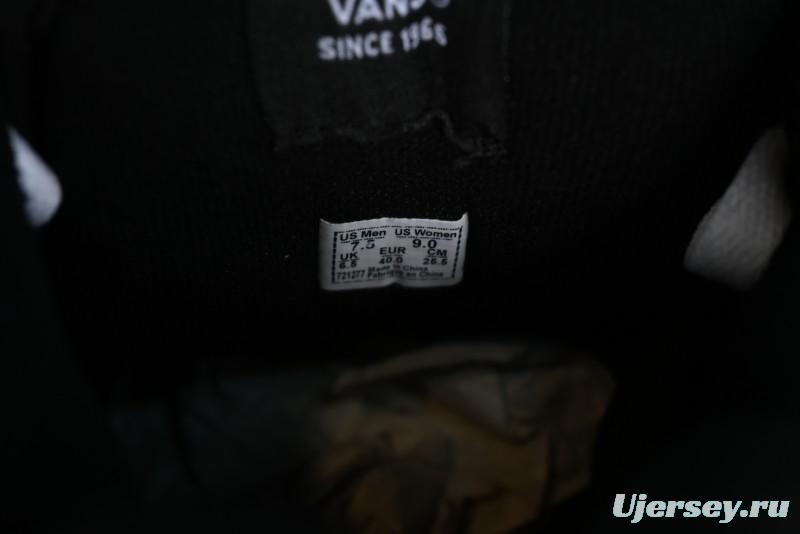 VANS
SINCE 1966
US Men US Women
7.5 9.0
UK EUR CM
6.5 40.0 25.5
721277 Made in China
Fabriqué en Chine
Ujersey.ru